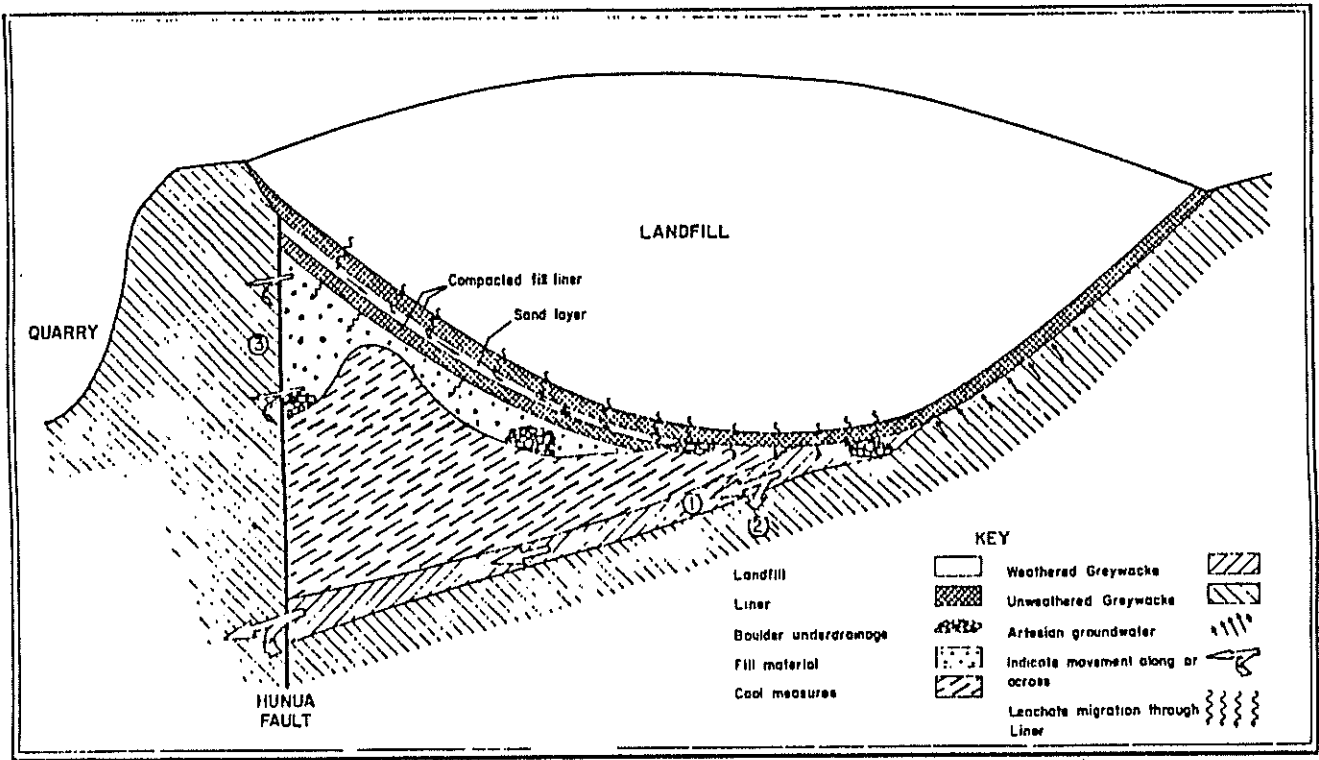 LANDFILL
Compacted fill liner
Sand layer
QUARRY
3
1
2
HUNUA
FAULT
KEY
Landfill
Liner
Boulder underdrainage
Fill material
Coal measures
Weathered Greywacke
Unweathered Greywacke
Artesian groundwater
Indicate movement along or
across
Leachate migration through
Liner